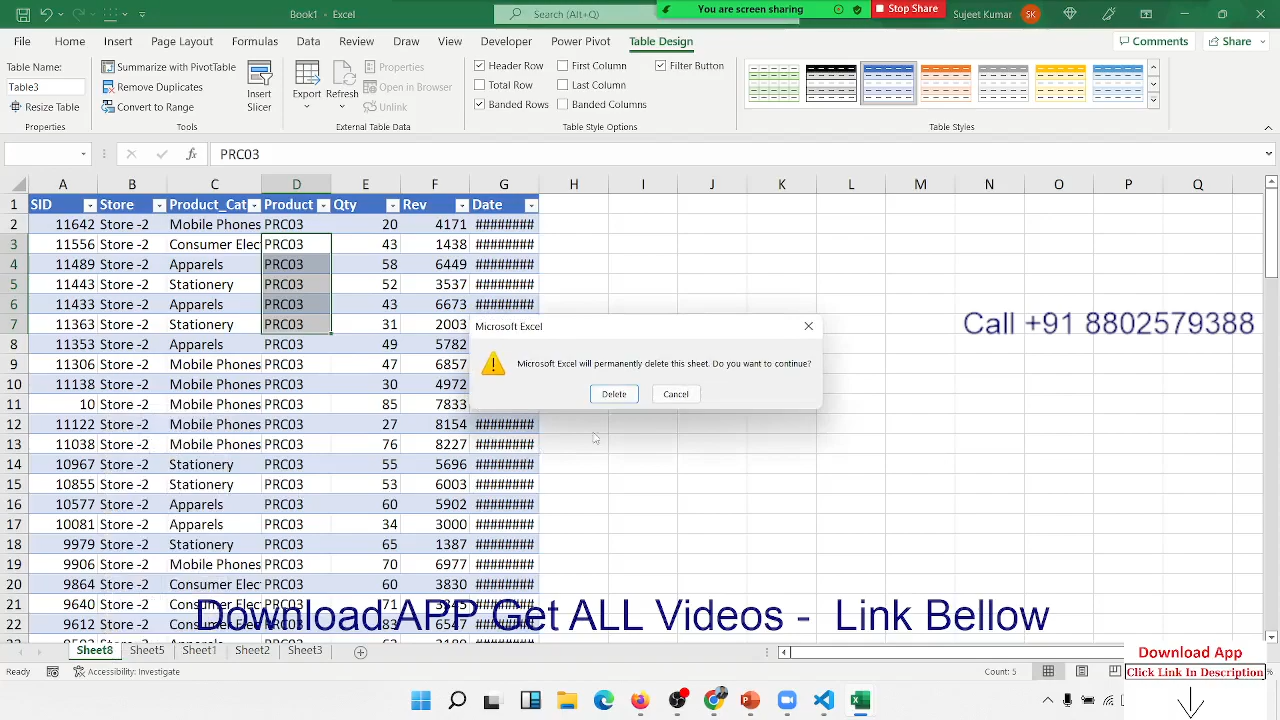 Book1 - Excel
Search (Alt+Q)
You are screen sharing
Stop Share
Sujeet Kumar
SK
File Home Insert Page Layout Formulas Data Review View Draw Developer Power Pivot Table Design
Comments
Share
Table Name:
Table3
Resize Table
Properties
Summarize with PivotTable
Remove Duplicates
Convert to Range
Tools
Insert
Slicer
Export Refresh
Properties
Open in Browser
Unlink
External Table Data
Header Row First Column Filter Button
Total Row Last Column
Banded Rows Banded Columns
Table Style Options
Table Styles
fx PRC03
A B C D E F G H I J K L M N O P Q
1 SID Store Product_Cat Product Qty Rev Date
2 11642 Store -2 Mobile Phones PRC03 20 4171 ########
3 11556 Store -2 Consumer Elec PRC03 43 1438 ########
4 11489 Store -2 Apparels PRC03 58 6449 ########
5 11443 Store -2 Stationery PRC03 52 3537 ########
6 11433 Store -2 Apparels PRC03 43 6673 ########
7 11363 Store -2 Stationery PRC03 31 2003
8 11353 Store -2 Apparels PRC03 49 5782
9 11306 Store -2 Mobile Phones PRC03 47 6857
10 11138 Store -2 Mobile Phones PRC03 30 4972
11 10 Store -2 Mobile Phones PRC03 85 7833
12 11122 Store -2 Mobile Phones PRC03 27 8154 ########
13 11038 Store -2 Mobile Phones PRC03 76 8227 ########
14 10967 Store -2 Stationery PRC03 55 5696 ########
15 10855 Store -2 Stationery PRC03 53 6003 ########
16 10577 Store -2 Apparels PRC03 60 5902 ########
17 10081 Store -2 Apparels PRC03 34 3000 ########
18 9979 Store -2 Stationery PRC03 65 1387 ########
19 9906 Store -2 Mobile Phones PRC03 70 6977 ########
20 9864 Store -2 Consumer Elec PRC03 60 3830 ########
21 9640 Store -2 Consumer Elec PRC03 ########
22 9612 Store -2 Consumer Elec PRC03 6547 ########
Microsoft Excel
Microsoft Excel will permanently delete this sheet. Do you want to continue?
Delete Cancel
Call +91 8802579388
Download APP Get ALL Videos - Link Bellow
Sheet8 Sheet5 Sheet1 Sheet2 Sheet3
Ready
Accessibility: Investigate
Count: 5
Download App
Click Link In Description